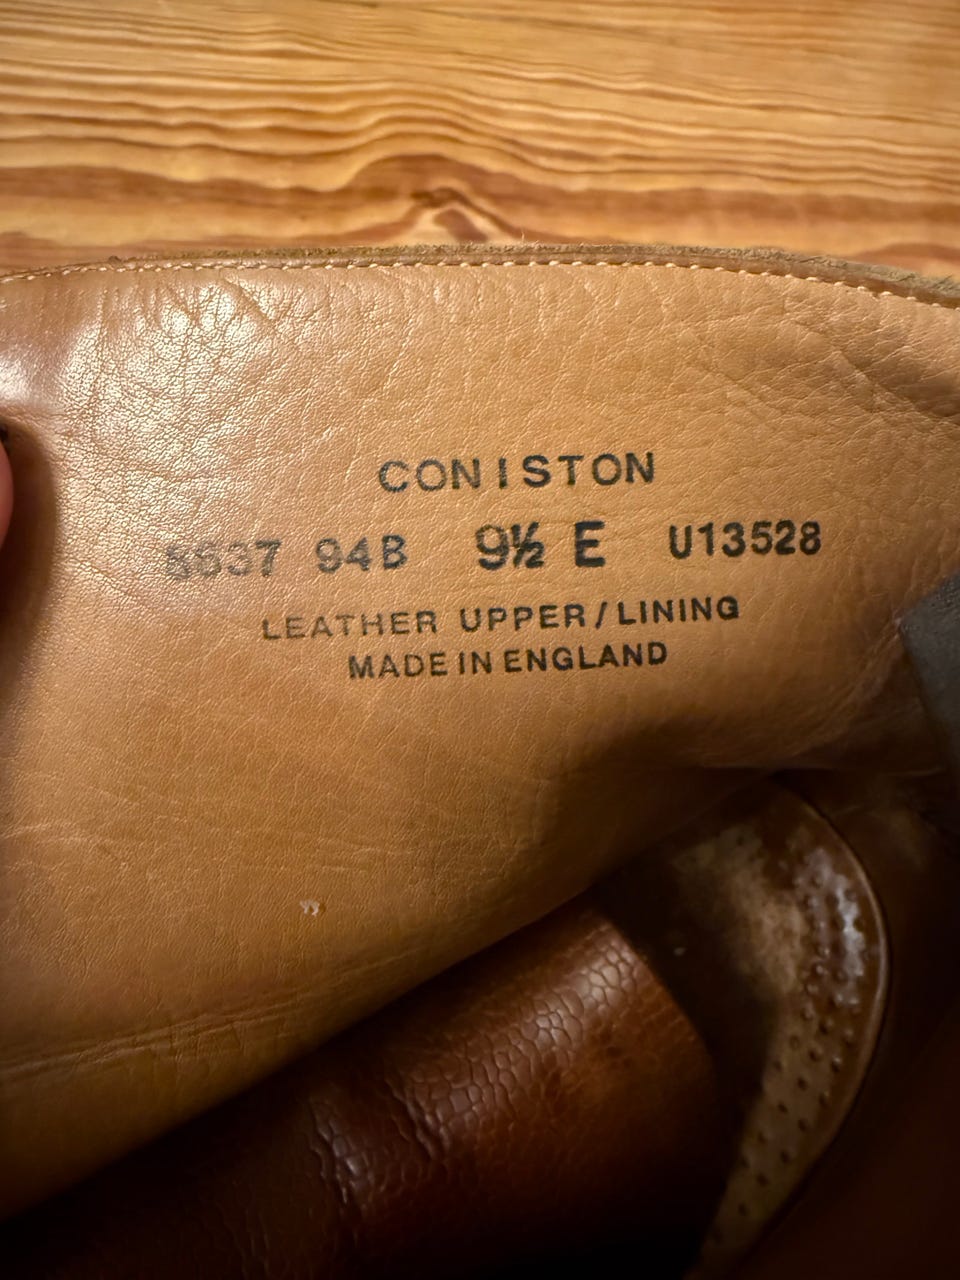 CONISTON
5637 94B 9½ E U13528
LEATHER UPPER/LINING
MADE IN ENGLAND